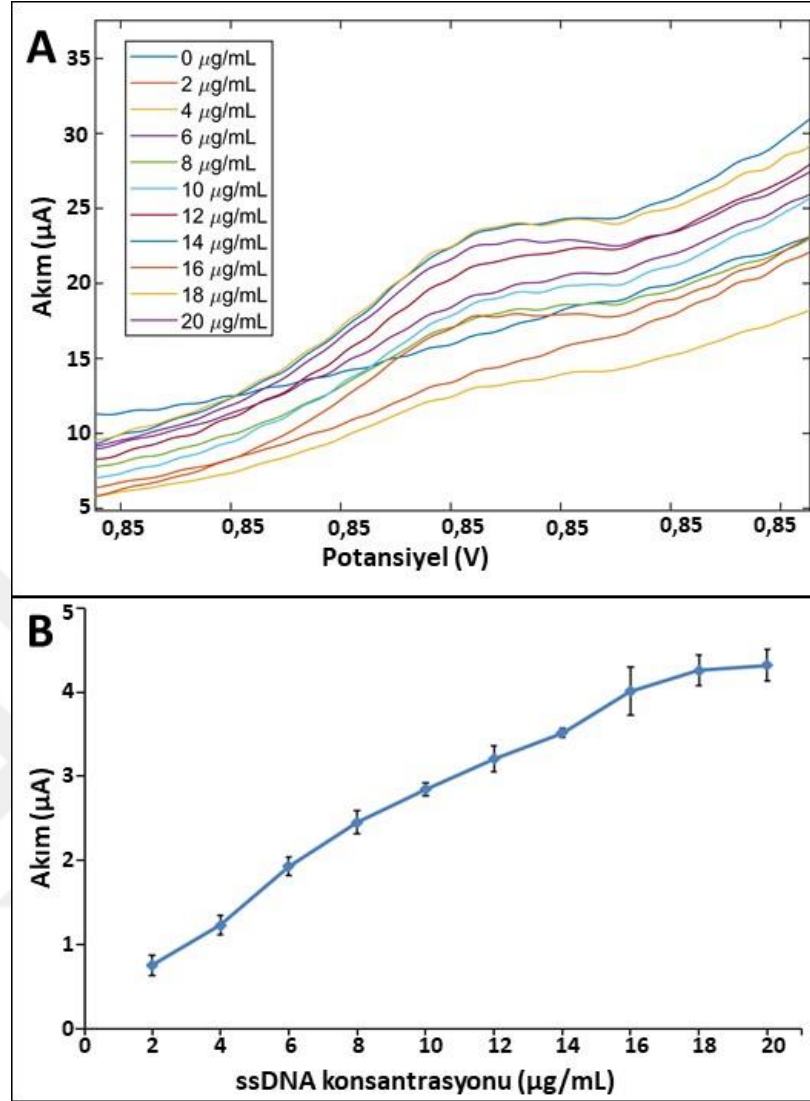 A
0 µg/mL
2 µg/mL
4 µg/mL
6 µg/mL
8 µg/mL
10 µg/mL
12 µg/mL
14 µg/mL
16 µg/mL
18 µg/mL
20 µg/mL
35
30
25
20
15
10
5
Akım (µA)
0,85 0,85 0,85 0,85 0,85 0,85 0,85
Potansiyel (V)
B
5
4
3
2
1
0
Akım (µA)
0 2 4 6 8 10 12 14 16 18 20
ssDNA konsantrasyonu (µg/mL)